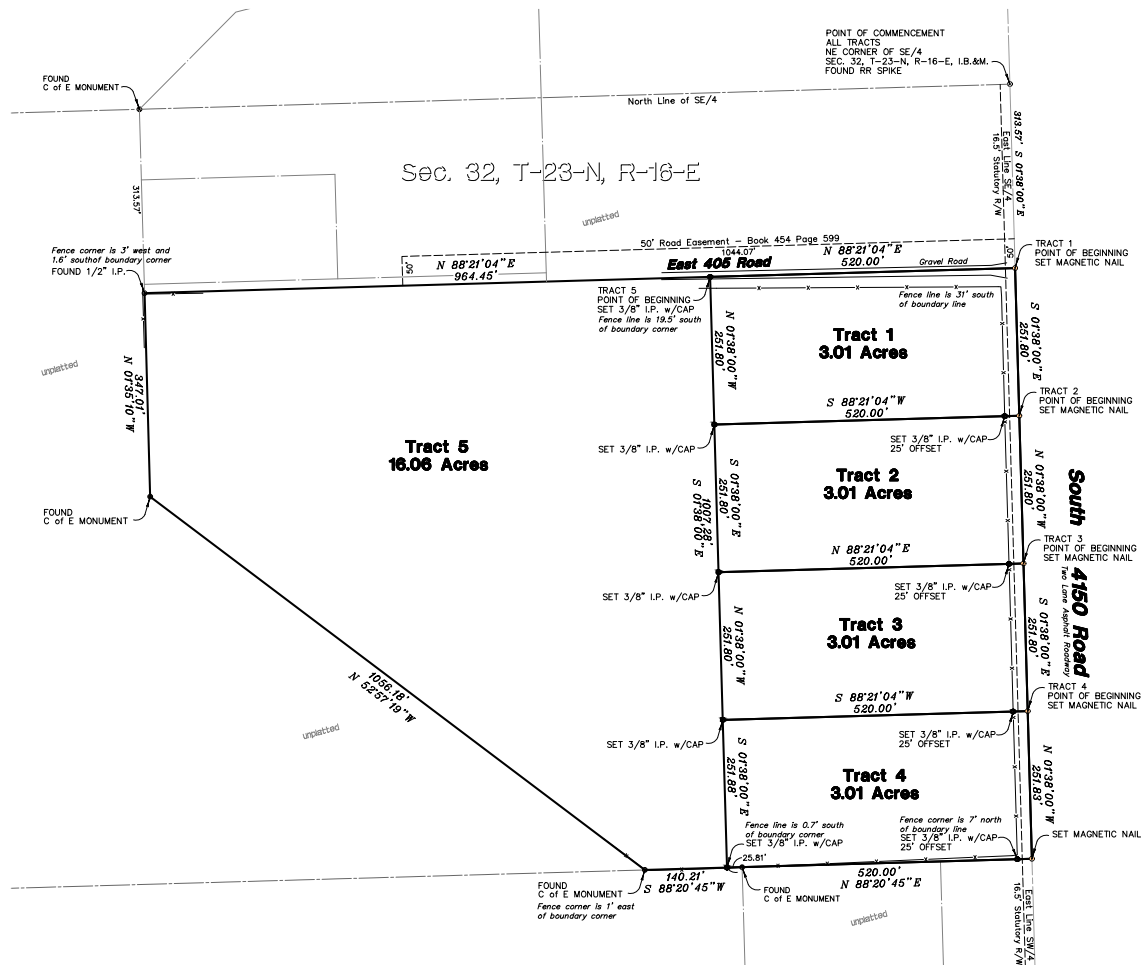 POINT OF COMMENCEMENT
ALL TRACTS
NE CORNER OF SE/4
SEC. 32, T-23-N, R-16-E, I.B.&M.
FOUND RR SPIKE
FOUND
C of E MONUMENT
North Line of SE/4
313.57' S 01°38'00"E
East Line SE/4
16.5' Statutory R/W
Sec. 32, T-23-N, R-16-E
313.57'
unplatted
50' Road Easement - Book 454 Page 599
1044.07'
Fence corner is 3' west and
1.6' southof boundary corner
FOUND 1/2" I.P.
50'
N 88°21'04"E
964.45'
East 405 Road
N 88°21'04"E
520.00'
Gravel Road
50'
TRACT 1
POINT OF BEGINNING
SET MAGNETIC NAIL
TRACT 5
POINT OF BEGINNING
SET 3/8" I.P. w/CAP
Fence line is 19.5' south
of boundary corner
Fence line is 31' south
of boundary line
Tract 1
3.01 Acres
N 01°38'00"W
251.80'
S 01°38'00"E
251.80'
unplatted
347.01'
N 01°35'10"W
S 88°21'04"W
520.00'
TRACT 2
POINT OF BEGINNING
SET MAGNETIC NAIL
SET 3/8" I.P. w/CAP
SET 3/8" I.P. w/CAP
25' OFFSET
Tract 5
16.06 Acres
Tract 2
3.01 Acres
S 01°38'00"E
251.80'
1007.28'
S 01°38'00"E
N 01°38'00"W
251.80'
South 4150 Road
Two Lane Asphalt Roadway
FOUND
C of E MONUMENT
N 88°21'04"E
520.00'
TRACT 3
POINT OF BEGINNING
SET MAGNETIC NAIL
SET 3/8" I.P. w/CAP
SET 3/8" I.P. w/CAP
25' OFFSET
Tract 3
3.01 Acres
N 01°38'00"W
251.80'
S 01°38'00"E
251.80'
1056.18'
N 52°57'19"W
unplatted
S 88°21'04"W
520.00'
TRACT 4
POINT OF BEGINNING
SET MAGNETIC NAIL
SET 3/8" I.P. w/CAP
SET 3/8" I.P. w/CAP
25' OFFSET
Tract 4
3.01 Acres
S 01°38'00"E
251.88'
N 01°38'00"W
251.83'
Fence line is 0.7' south
of boundary corner
SET 3/8" I.P. w/CAP
Fence corner is 7' north
of boundary line
SET 3/8" I.P. w/CAP
25' OFFSET
SET MAGNETIC NAIL
25.81'
140.21'
S 88°20'45"W
520.00'
N 88°20'45"E
FOUND
C of E MONUMENT
Fence corner is 1' east
of boundary corner
FOUND
C of E MONUMENT
unplatted
East Line SW/4
16.5' Statutory R/W